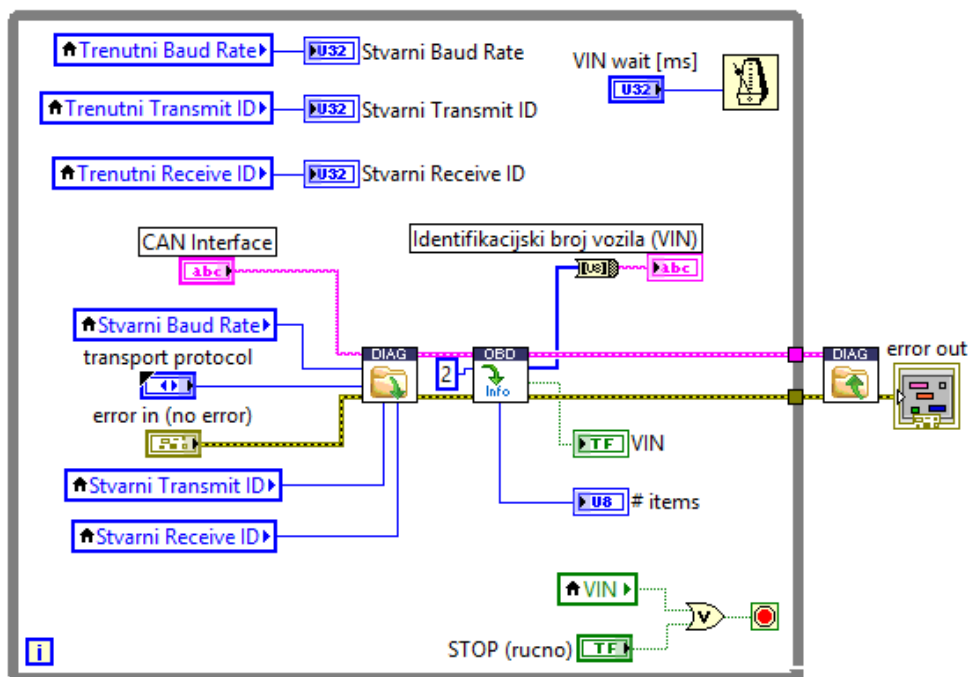 Trenutni Baud Rate
U32
Stvarni Baud Rate
VIN wait [ms]
U32
Trenutni Transmit ID
U32
Stvarni Transmit ID
Trenutni Receive ID
U32
Stvarni Receive ID
CAN Interface
abc
Identifikacijski broj vozila (VIN)
[U8]
abc
Stvarni Baud Rate
transport protocol
DIAG
OBD
2
Info
DIAG
error out
error in (no error)
TF
VIN
Stvarni Transmit ID
U8
# items
Stvarni Receive ID
VIN
V
STOP (rucno)
TF
i